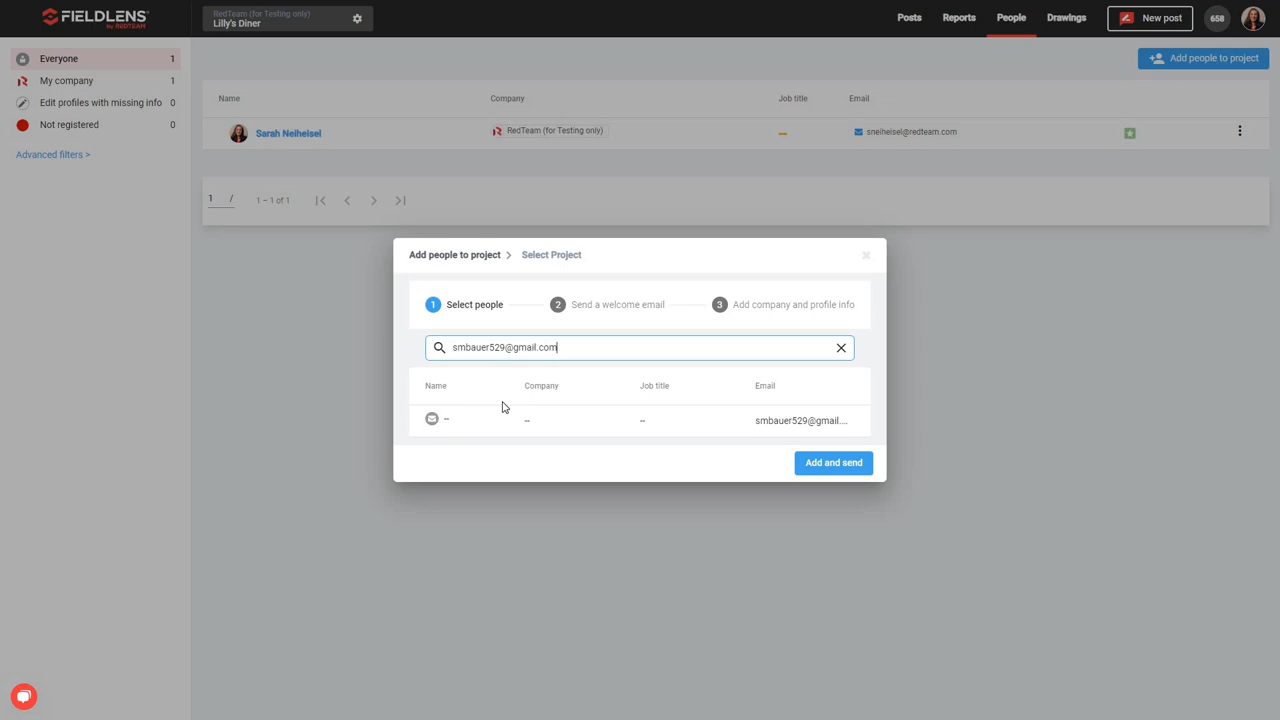 FIELDLENS
by REDTEAM
RedTeam (for Testing only)
Lilly's Diner
Posts
Reports
People
Drawings
New post
658
Everyone 1
My company 1
Edit profiles with missing info 0
Not registered 0
Advanced filters >
Add people to project
Name Company Job title Email
Sarah Neiheisel RedTeam (for Testing only) -- sneiheisel@redteam.com
1 / 1 – 1 of 1
Add people to project > Select Project
1 Select people 2 Send a welcome email 3 Add company and profile info
smbauer529@gmail.com
Name Company Job title Email
-- -- -- smbauer529@gmail....
Add and send